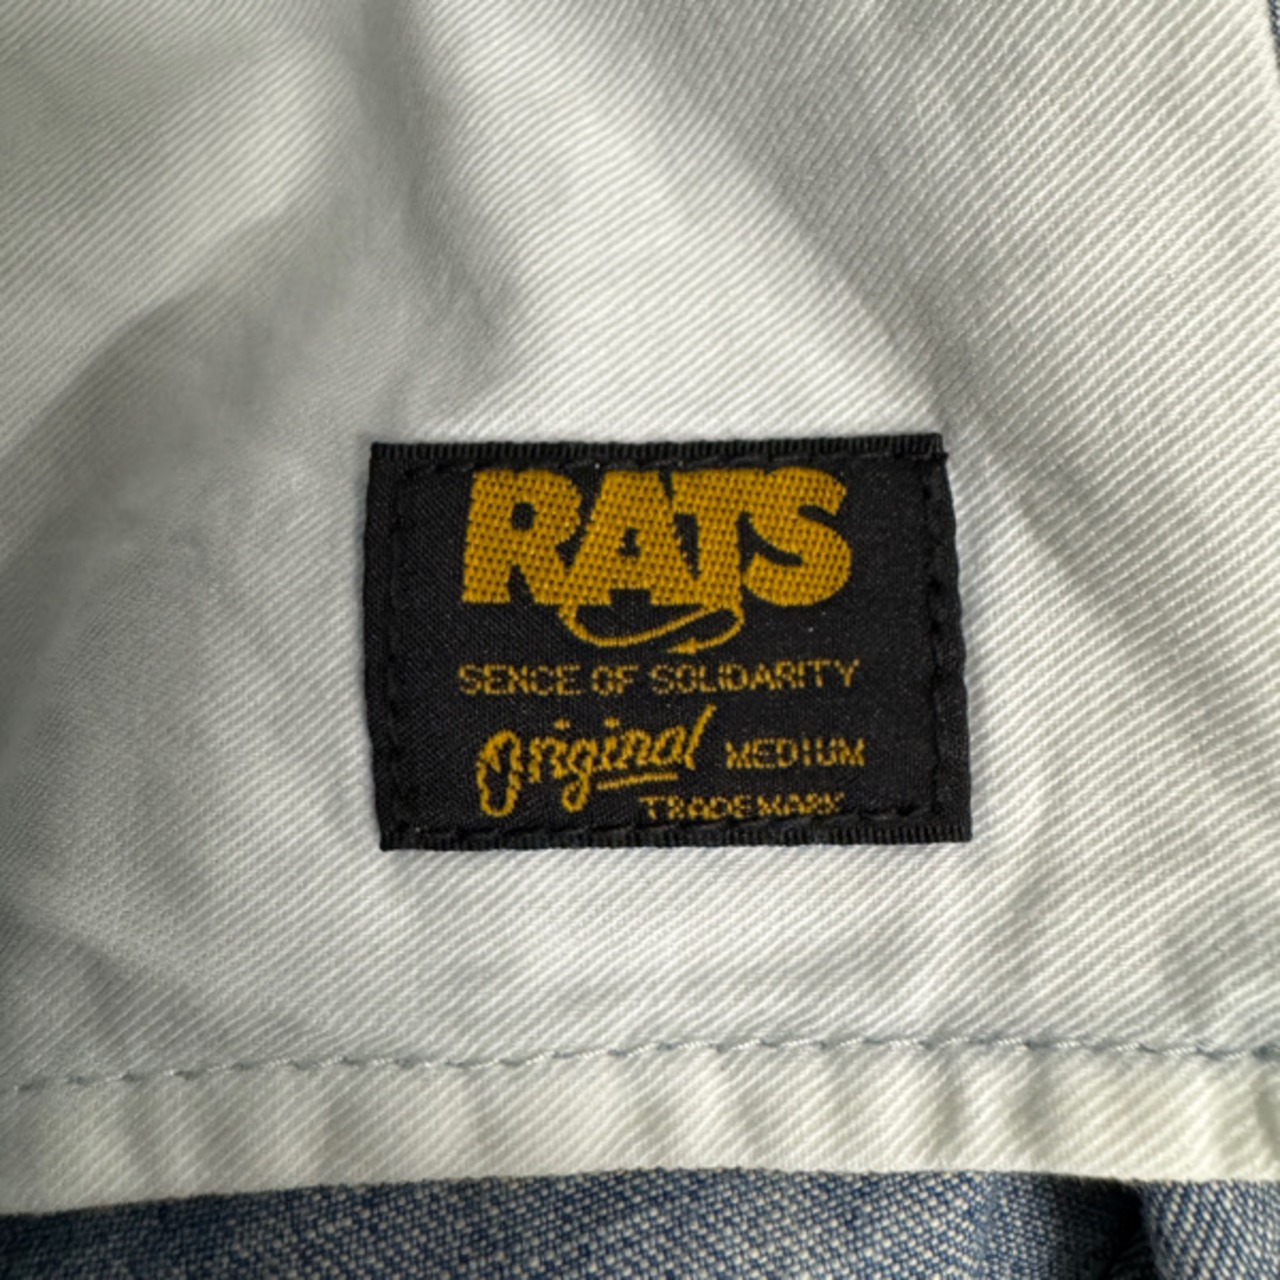 RATS
SENCE OF SOLIDARITY
Original MEDIUM
TRADEMARK